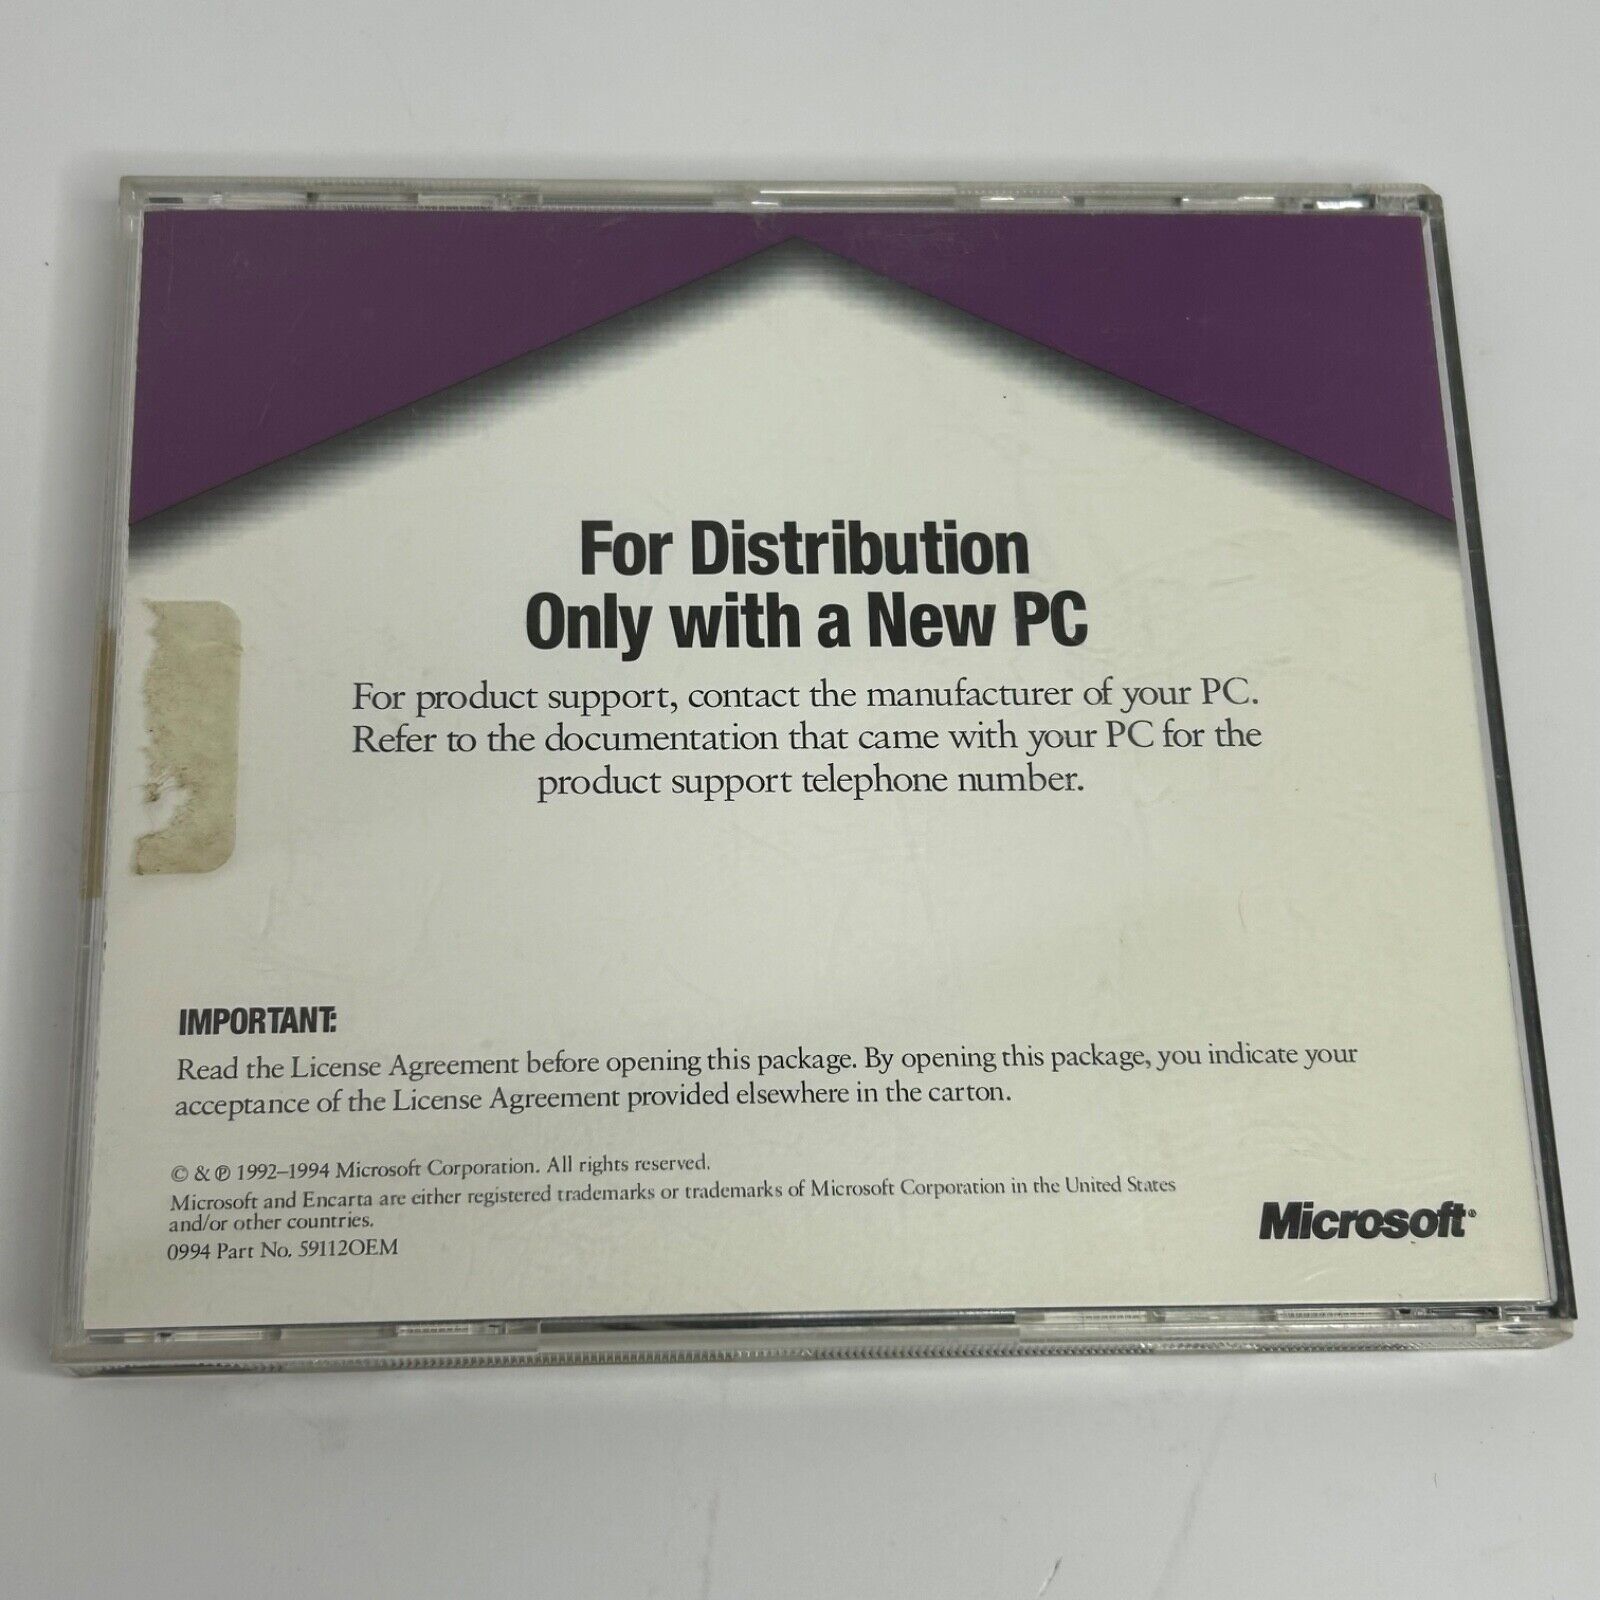 For Distribution
Only with a New PC
For product support, contact the manufacturer of your PC.
Refer to the documentation that came with your PC for the
product support telephone number.
IMPORTANT:
Read the License Agreement before opening this package. By opening this package, you indicate your
acceptance of the License Agreement provided elsewhere in the carton.
© & ℗ 1992–1994 Microsoft Corporation. All rights reserved.
Microsoft and Encarta are either registered trademarks or trademarks of Microsoft Corporation in the United States
and/or other countries.
0994 Part No. 59112OEM
Microsoft®